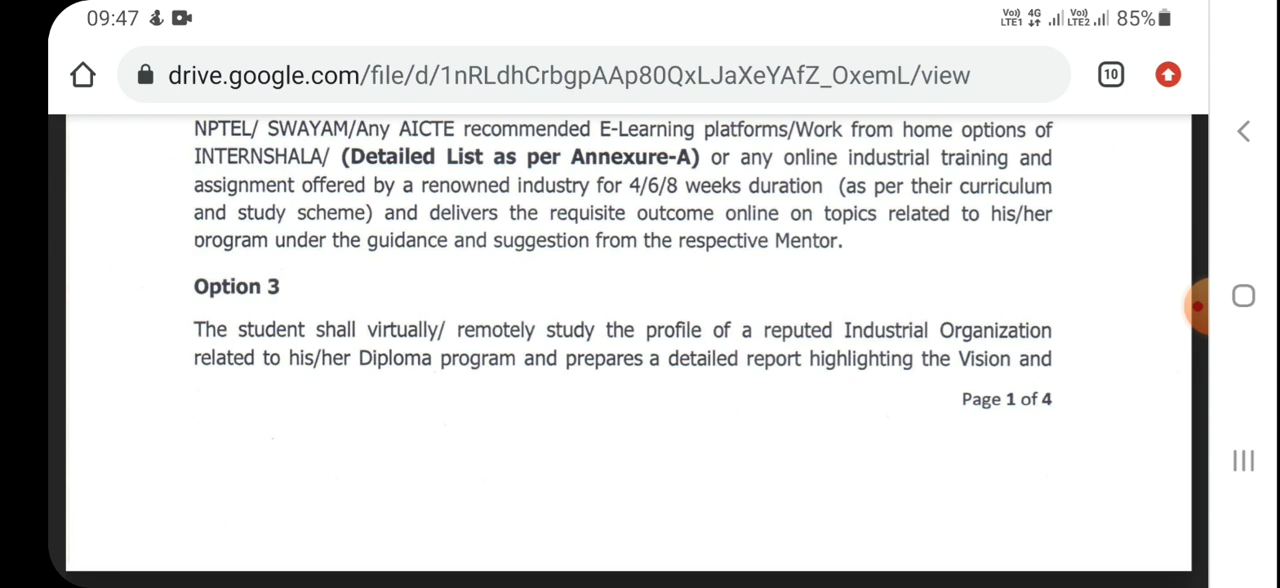 09:47
Vo)) LTE1 4G Vo)) LTE2 85%
drive.google.com/file/d/1nRLdhCrbgpAAp80QxLJaXeYAfZ_OxemL/view
10
NPTEL/ SWAYAM/Any AICTE recommended E-Learning platforms/Work from home options of
INTERNSHALA/ (Detailed List as per Annexure-A) or any online industrial training and
assignment offered by a renowned industry for 4/6/8 weeks duration (as per their curriculum
and study scheme) and delivers the requisite outcome online on topics related to his/her
program under the guidance and suggestion from the respective Mentor.
Option 3
The student shall virtually/ remotely study the profile of a reputed Industrial Organization
related to his/her Diploma program and prepares a detailed report highlighting the Vision and
Page 1 of 4